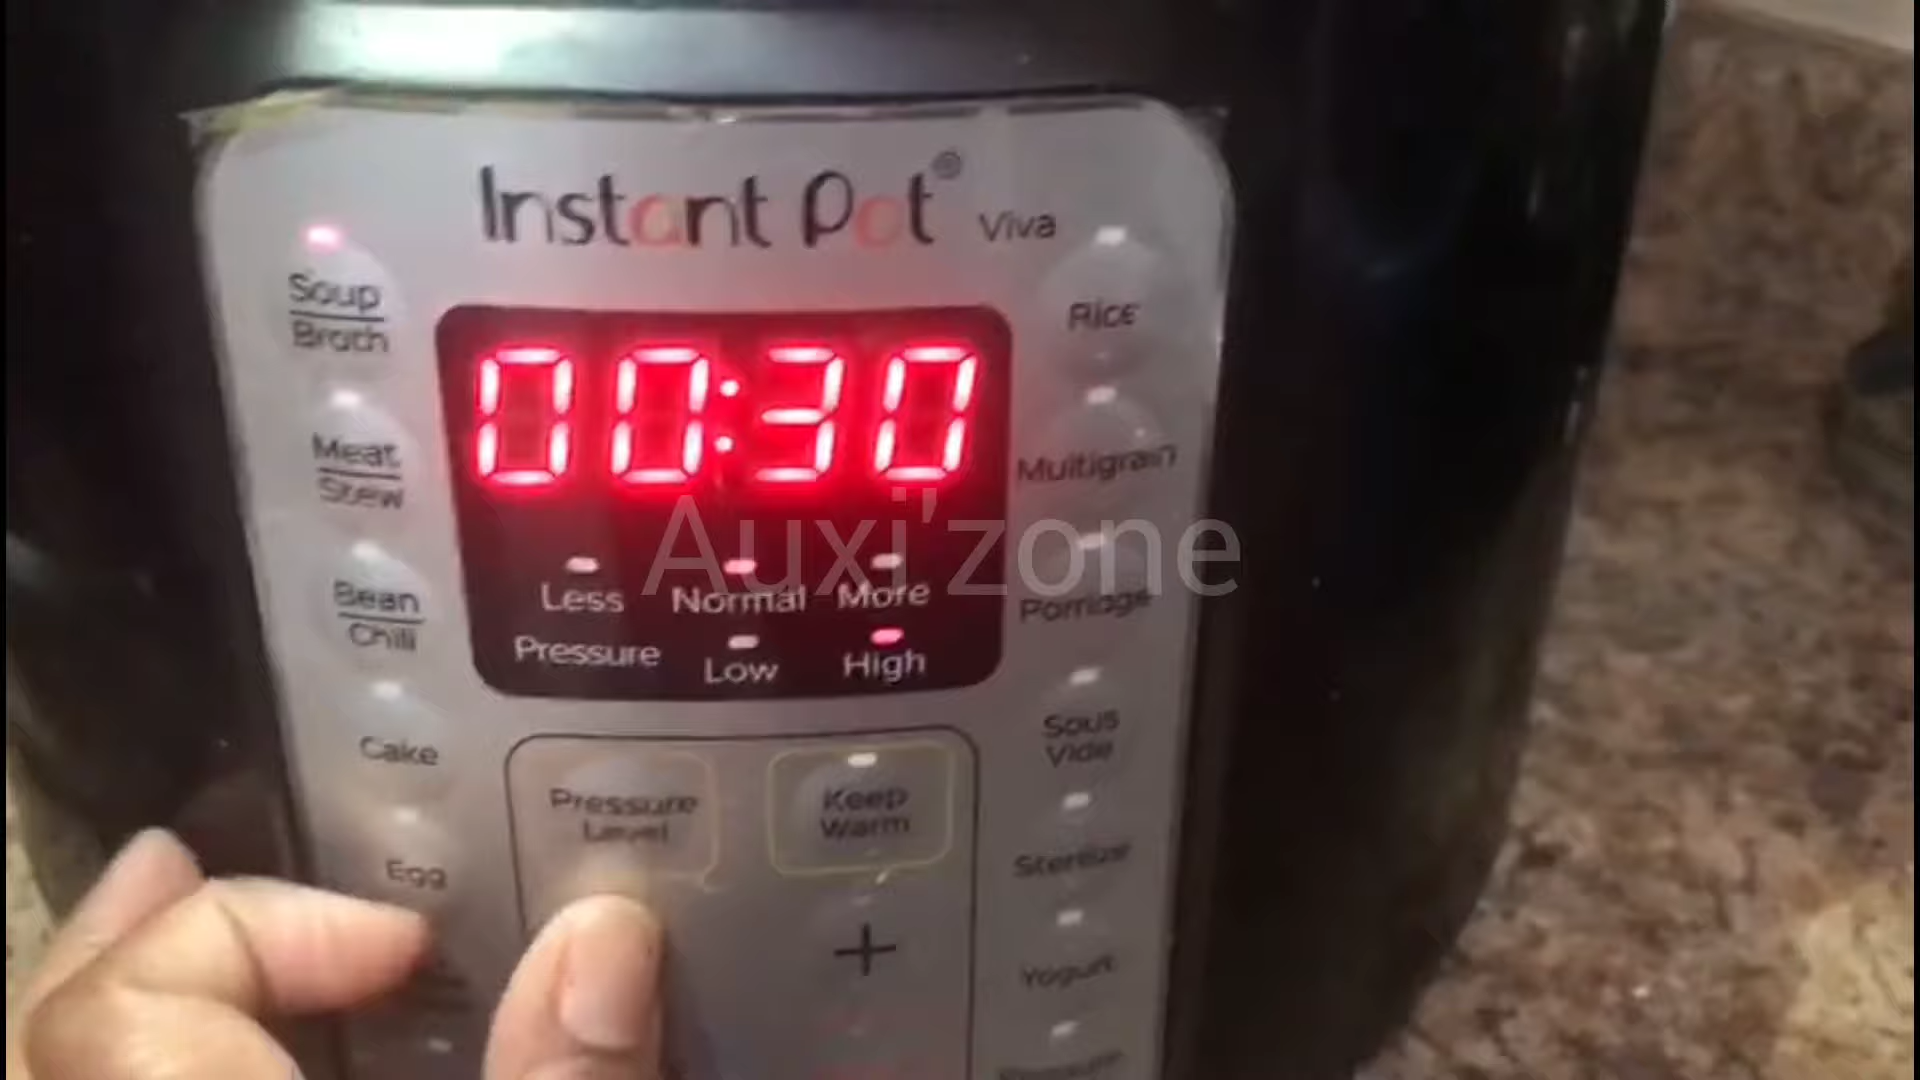 Instant Pot® Viva
Soup
Broth
Meat
Stew
Bean
Chili
Cake
Egg
00:30
Less Normal More
Pressure Low High
Auxi'zone
Pressure
Level
Keep
Warm
+
Rice
Multigrain
Porridge
Sous
Vide
Sterilize
Yogurt